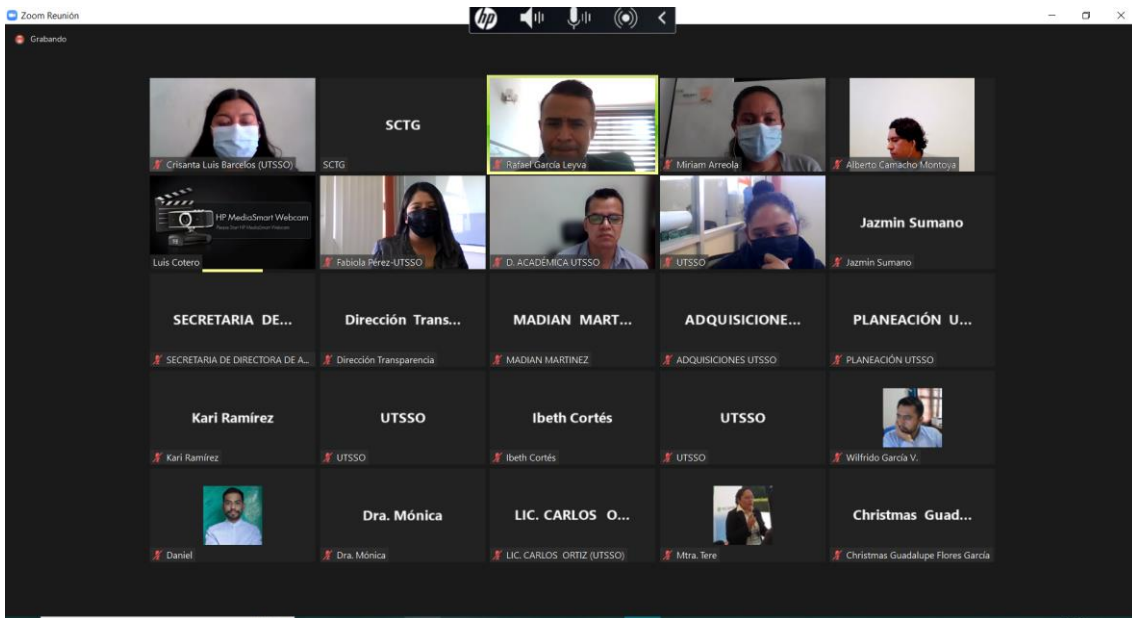 Zoom Reunión
hp
Grabando
Crisanta Luis Barcelos (UTSSO)
SCTG
SCTG
Rafael García Leyva
Miriam Arreola
Alberto Camacho Montoya
HP MediaSmart Webcam
Luis Cotero
Fabiola Pérez-UTSSO
D. ACADÉMICA UTSSO
UTSSO
Jazmin Sumano
Jazmin Sumano
SECRETARIA DE...
SECRETARIA DE DIRECTORA DE A...
Dirección Trans...
Dirección Transparencia
MADIAN MART...
MADIAN MARTINEZ
ADQUISICIONE...
ADQUISICIONES UTSSO
PLANEACIÓN U...
PLANEACIÓN UTSSO
Kari Ramírez
Kari Ramírez
UTSSO
UTSSO
Ibeth Cortés
Ibeth Cortés
UTSSO
UTSSO
Wilfrido García V.
Daniel
Dra. Mónica
Dra. Mónica
LIC. CARLOS O...
LIC. CARLOS ORTIZ (UTSSO)
Mtra. Tere
Christmas Guad...
Christmas Guadalupe Flores García